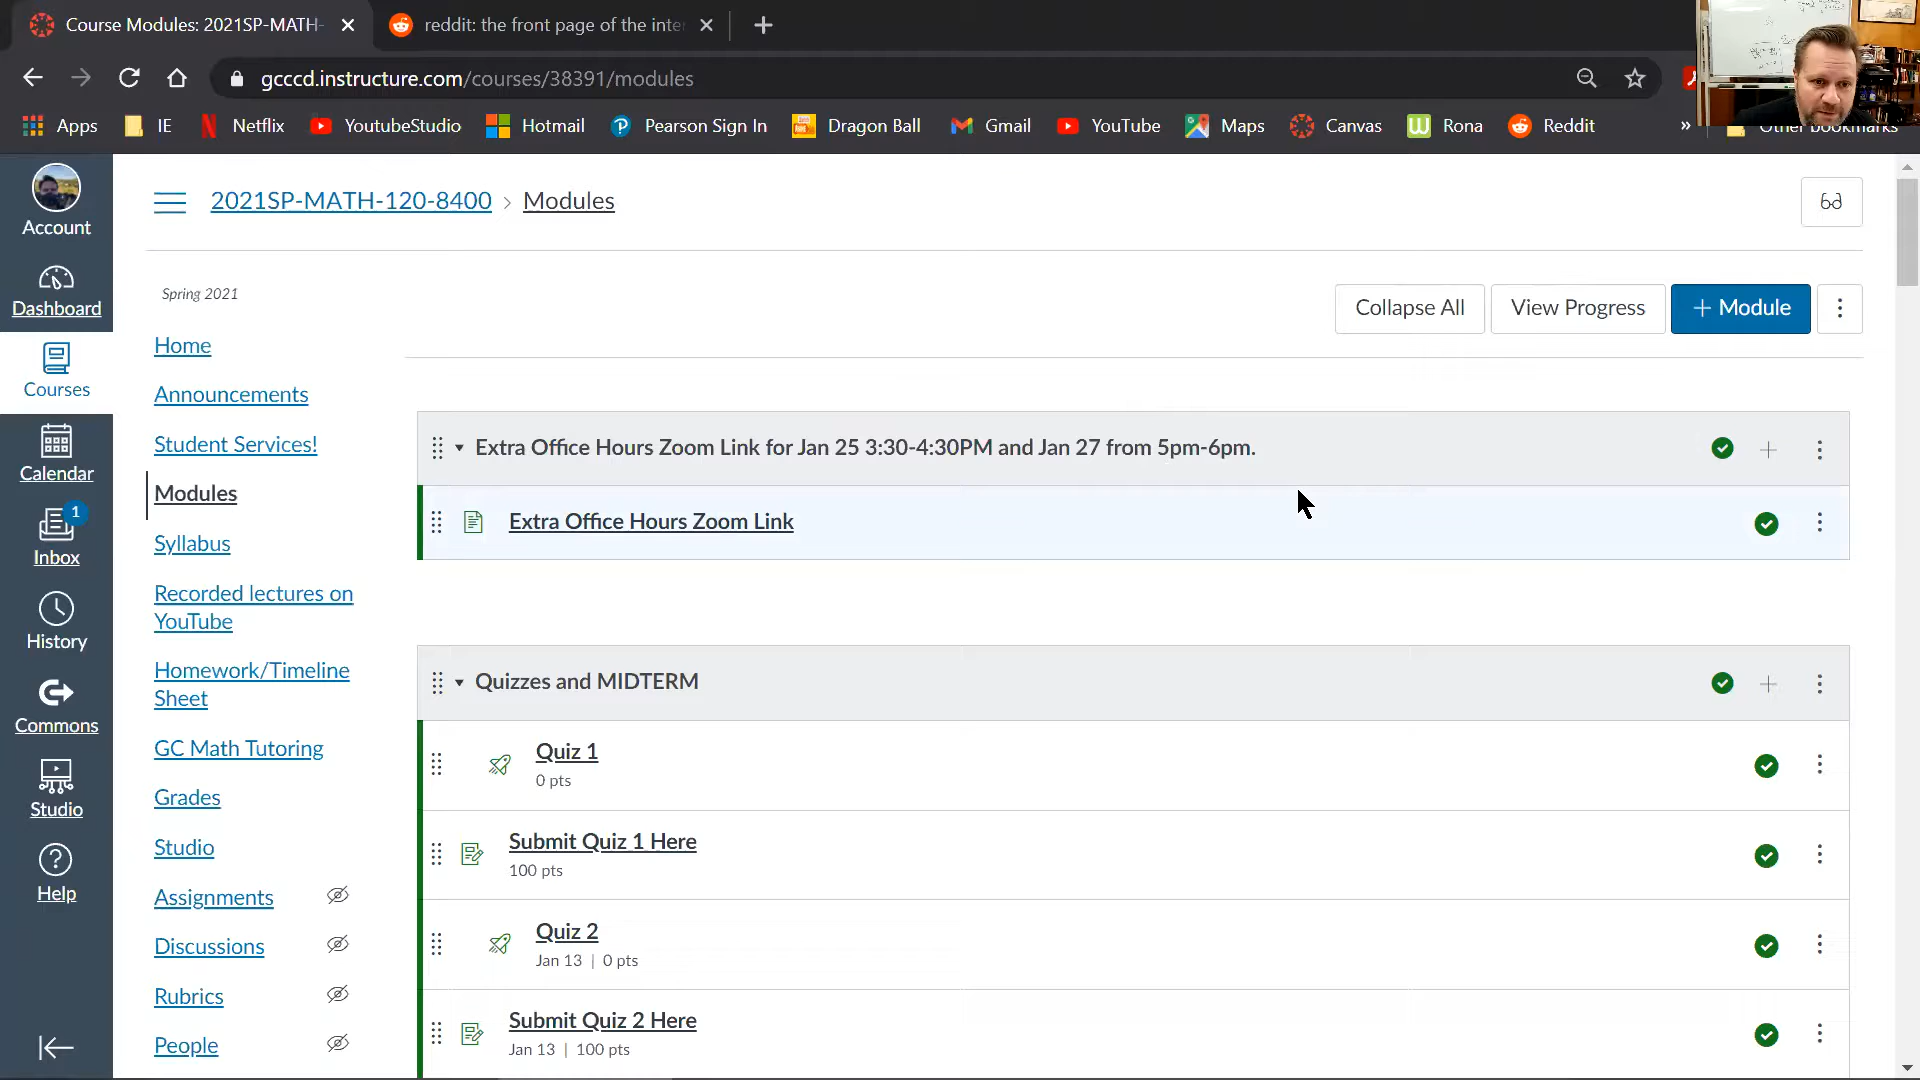 Course Modules: 2021SP-MATH-
reddit: the front page of the inter
gcccd.instructure.com/courses/38391/modules
Apps
IE
Netflix
YoutubeStudio
Hotmail
Pearson Sign In
Dragon Ball
Gmail
YouTube
Maps
Canvas
Rona
Reddit
»
Other bookmarks
Account
Dashboard
Courses
Calendar
1
Inbox
History
Commons
Studio
Help
2021SP-MATH-120-8400 > Modules
Spring 2021
Home
Announcements
Student Services!
Modules
Syllabus
Recorded lectures on
YouTube
Homework/Timeline
Sheet
GC Math Tutoring
Grades
Studio
Assignments
Discussions
Rubrics
People
Collapse All
View Progress
+ Module
Extra Office Hours Zoom Link for Jan 25 3:30-4:30PM and Jan 27 from 5pm-6pm.
Extra Office Hours Zoom Link
Quizzes and MIDTERM
Quiz 1
0 pts
Submit Quiz 1 Here
100 pts
Quiz 2
Jan 13 | 0 pts
Submit Quiz 2 Here
Jan 13 | 100 pts